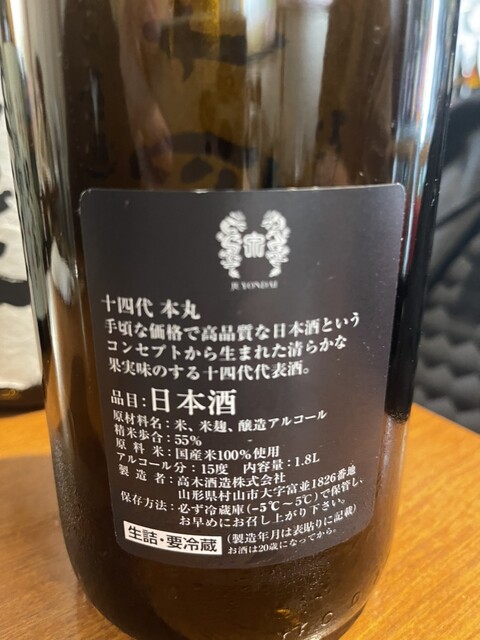 JUYONDAI
十四代 本丸
手頃な価格で高品質な日本酒という
コンセプトから生まれた清らかな
果実味のする十四代代表酒。
品目:日本酒
原材料名:米、米麹、醸造アルコール
精米歩合:55%
原料米:国産米100%使用
アルコール分:15度 内容量:1.8L
製造者:高木酒造株式会社
山形県村山市大字富並1826番地
保存方法:必ず冷蔵庫(-5℃~5℃)で保管し、
お早めにお召し上がり下さい。
生詰・要冷蔵
(製造年月は表貼りに記載)
お酒は20歳になってから。